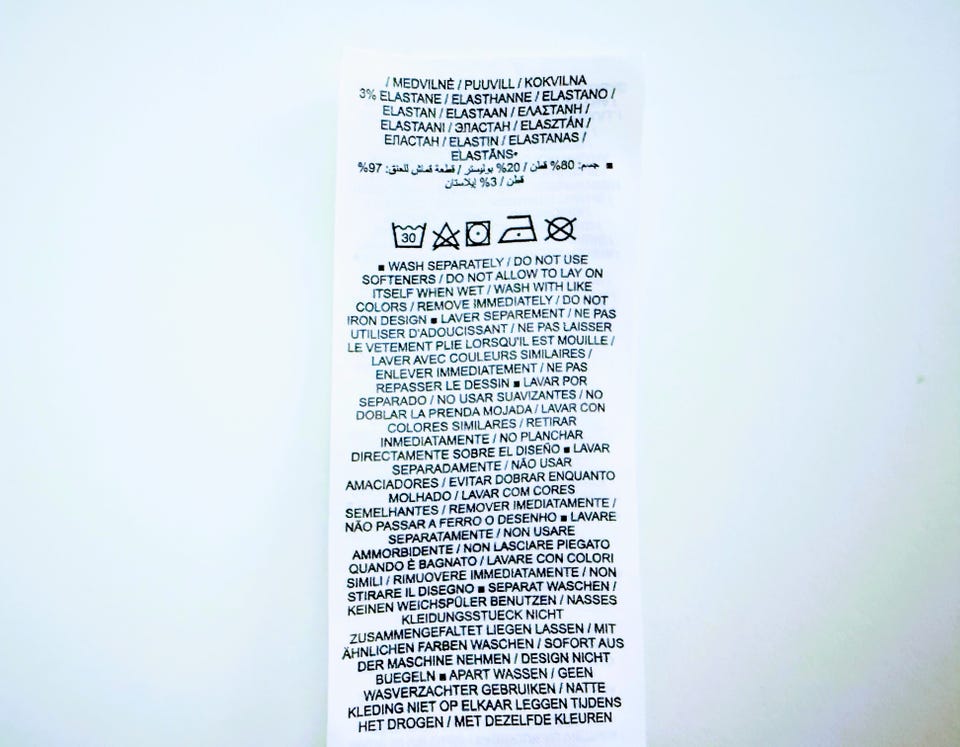 / MEDVILNĖ / PUUVILL / KOKVILNA
3% ELASTANE / ELASTHANNE / ELASTANO /
ELASTAN / ELASTAAN / ΕΛΑΣΤΑΝΗ /
ELASTAANI / ЭЛАСТАН / ELASZTÁN /
ЕЛАСТАН / ELASTIN / ELASTANAS /
ELASTĀNS•
■ جسم: 80% قطن / 20% بوليستر / قطعة قماش للعنق: 97%
قطن / 3% إيلاستان
30
■ WASH SEPARATELY / DO NOT USE
SOFTENERS / DO NOT ALLOW TO LAY ON
ITSELF WHEN WET / WASH WITH LIKE
COLORS / REMOVE IMMEDIATELY / DO NOT
IRON DESIGN ■ LAVER SEPAREMENT / NE PAS
UTILISER D'ADOUCISSANT / NE PAS LAISSER
LE VETEMENT PLIE LORSQU'IL EST MOUILLE /
LAVER AVEC COULEURS SIMILAIRES /
ENLEVER IMMEDIATEMENT / NE PAS
REPASSER LE DESSIN ■ LAVAR POR
SEPARADO / NO USAR SUAVIZANTES / NO
DOBLAR LA PRENDA MOJADA / LAVAR CON
COLORES SIMILARES / RETIRAR
INMEDIATAMENTE / NO PLANCHAR
DIRECTAMENTE SOBRE EL DISEÑO ■ LAVAR
SEPARADAMENTE / NÃO USAR
AMACIADORES / EVITAR DOBRAR ENQUANTO
MOLHADO / LAVAR COM CORES
SEMELHANTES / REMOVER IMEDIATAMENTE /
NÃO PASSAR A FERRO O DESENHO ■ LAVARE
SEPARATAMENTE / NON USARE
AMMORBIDENTE / NON LASCIARE PIEGATO
QUANDO È BAGNATO / LAVARE CON COLORI
SIMILI / RIMUOVERE IMMEDIATAMENTE / NON
STIRARE IL DISEGNO ■ SEPARAT WASCHEN /
KEINEN WEICHSPÜLER BENUTZEN / NASSES
KLEIDUNGSSTUECK NICHT
ZUSAMMENGEFALTET LIEGEN LASSEN / MIT
ÄHNLICHEN FARBEN WASCHEN / SOFORT AUS
DER MASCHINE NEHMEN / DESIGN NICHT
BUEGELN ■ APART WASSEN / GEEN
WASVERZACHTER GEBRUIKEN / NATTE
KLEDING NIET OP ELKAAR LEGGEN TIJDENS
HET DROGEN / MET DEZELFDE KLEUREN